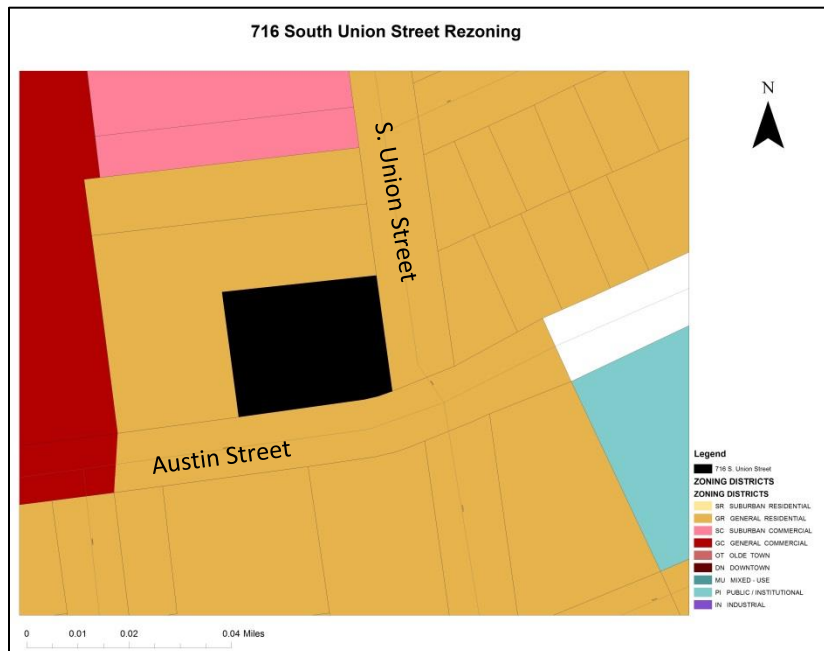 716 South Union Street Rezoning
N
S. Union Street
Austin Street
Legend
716 S. Union Street
ZONING DISTRICTS
ZONING DISTRICTS
SR SUBURBAN RESIDENTIAL
GR GENERAL RESIDENTIAL
SC SUBURBAN COMMERCIAL
GC GENERAL COMMERCIAL
OT OLDE TOWN
DN DOWNTOWN
MU MIXED - USE
PI PUBLIC / INSTITUTIONAL
IN INDUSTRIAL
0 0.01 0.02 0.04 Miles